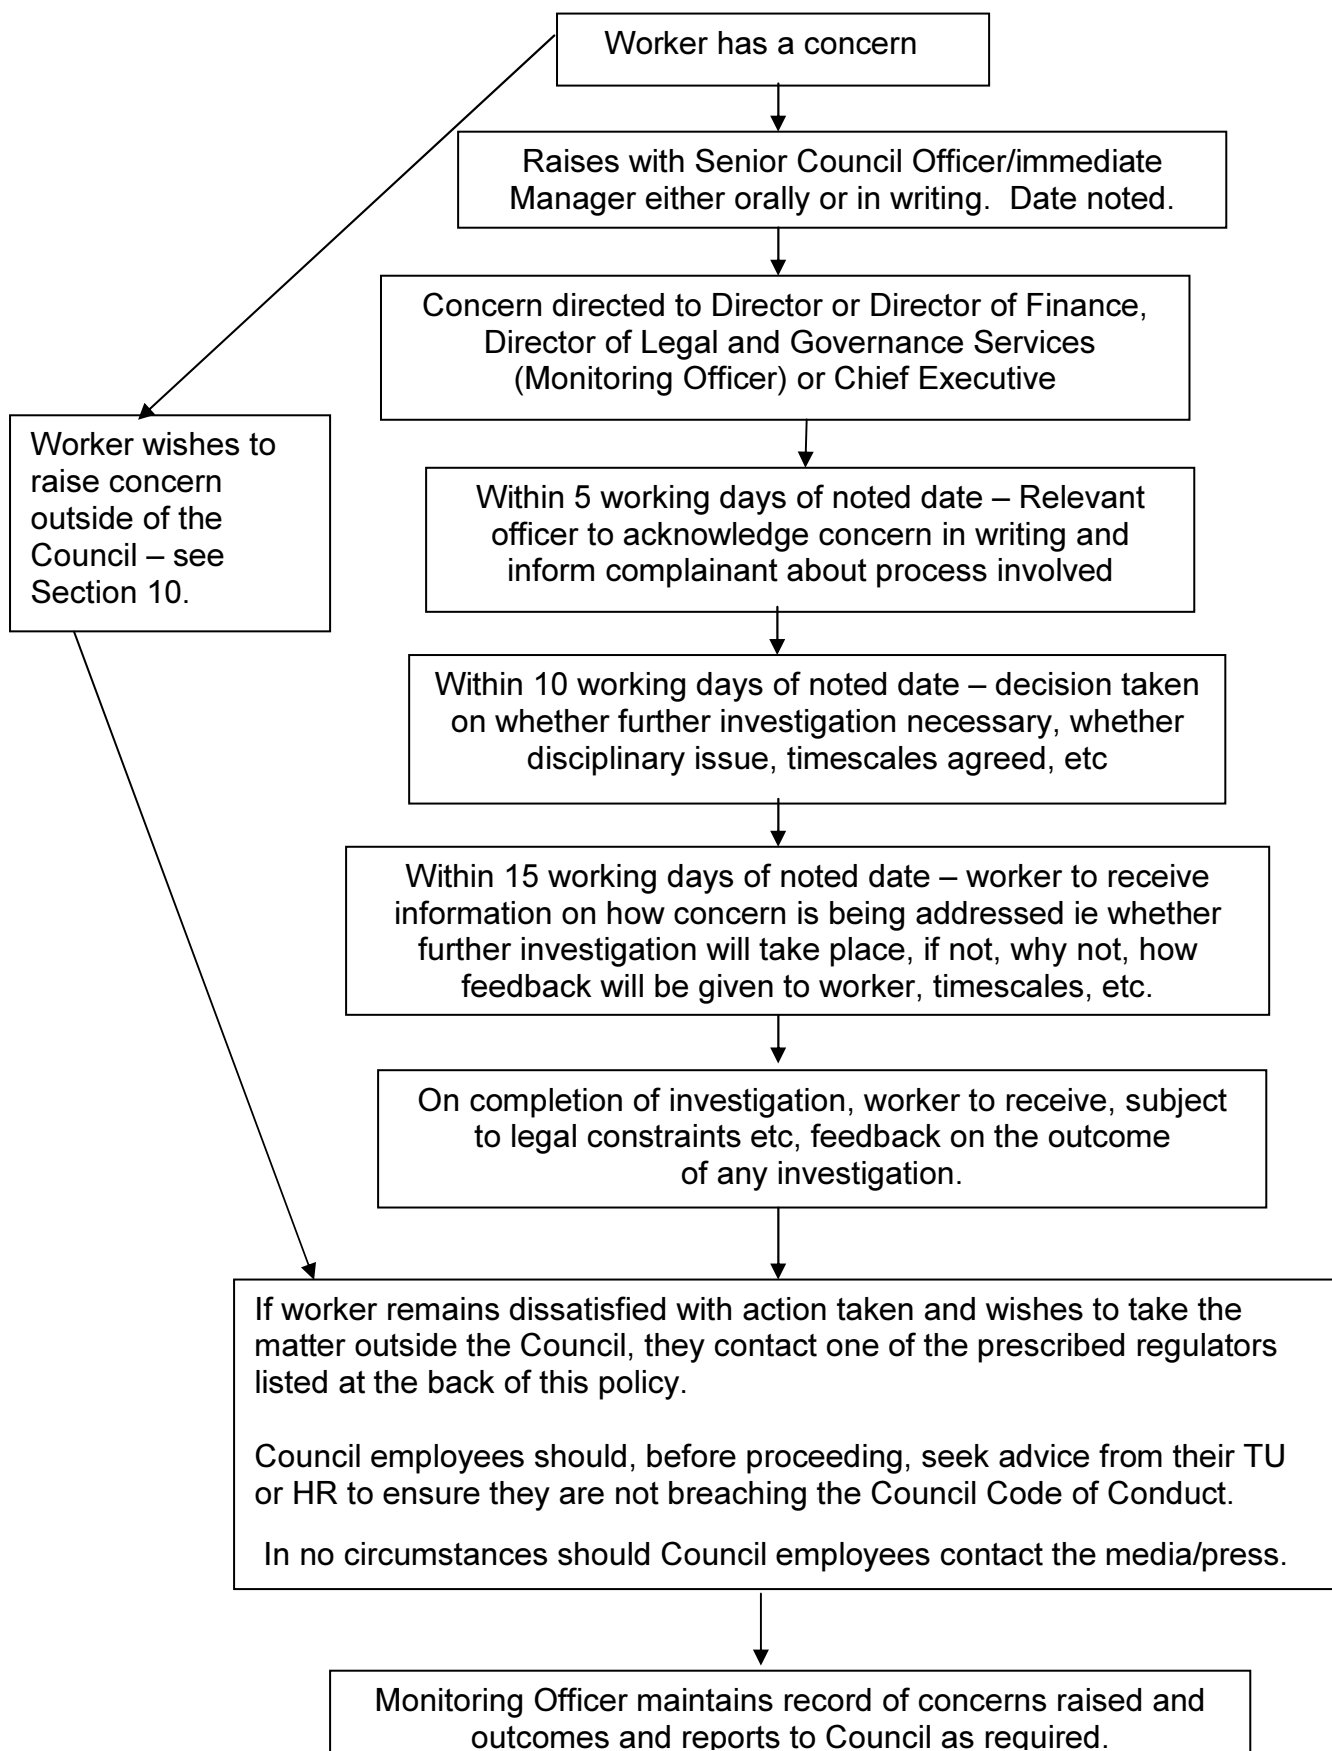 Worker has a concern
Raises with Senior Council Officer/immediate
Manager either orally or in writing.  Date noted.
Concern directed to Director or Director of Finance,
Director of Legal and Governance Services
(Monitoring Officer) or Chief Executive
Worker wishes to
raise concern
outside of the
Council – see
Section 10.
Within 5 working days of noted date – Relevant
officer to acknowledge concern in writing and
inform complainant about process involved
Within 10 working days of noted date – decision taken
on whether further investigation necessary, whether
disciplinary issue, timescales agreed, etc
Within 15 working days of noted date – worker to receive
information on how concern is being addressed ie whether
further investigation will take place, if not, why not, how
feedback will be given to worker, timescales, etc.
On completion of investigation, worker to receive, subject
to legal constraints etc, feedback on the outcome
of any investigation.
If worker remains dissatisfied with action taken and wishes to take the
matter outside the Council, they contact one of the prescribed regulators
listed at the back of this policy.
Council employees should, before proceeding, seek advice from their TU
or HR to ensure they are not breaching the Council Code of Conduct.
In no circumstances should Council employees contact the media/press.
Monitoring Officer maintains record of concerns raised and
outcomes and reports to Council as required.